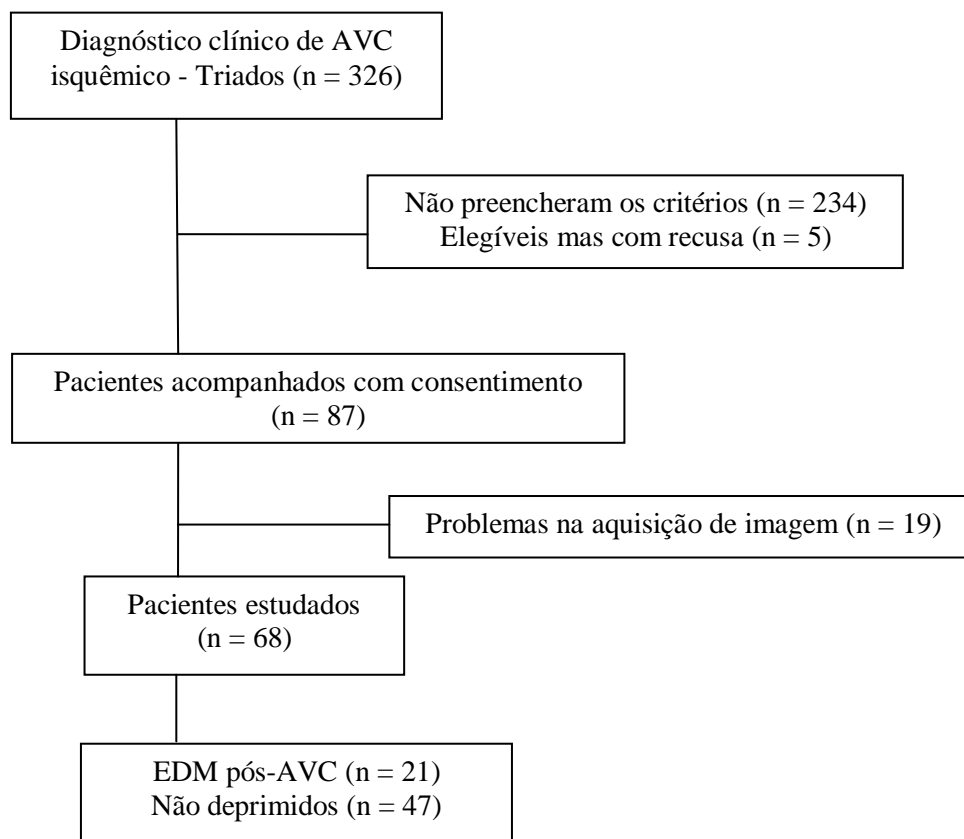 Diagnóstico clínico de AVC
isquêmico - Triados (n = 326)
Não preencheram os critérios (n = 234)
Elegíveis mas com recusa (n = 5)
Pacientes acompanhados com consentimento
(n = 87)
Problemas na aquisição de imagem (n = 19)
Pacientes estudados
(n = 68)
EDM pós-AVC (n = 21)
Não deprimidos (n = 47)